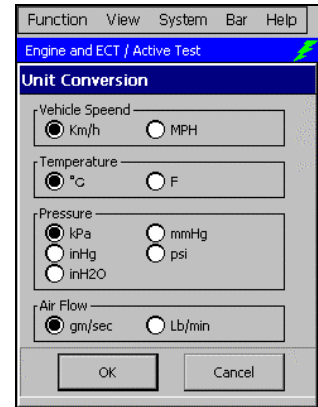 Function View System Bar Help
Engine and ECT / Active Test
Unit Conversion
Vehicle Speend
Km/h MPH
Temperature
°C F
Pressure
kPa mmHg
inHg psi
inH2O
Air Flow
gm/sec Lb/min
OK Cancel